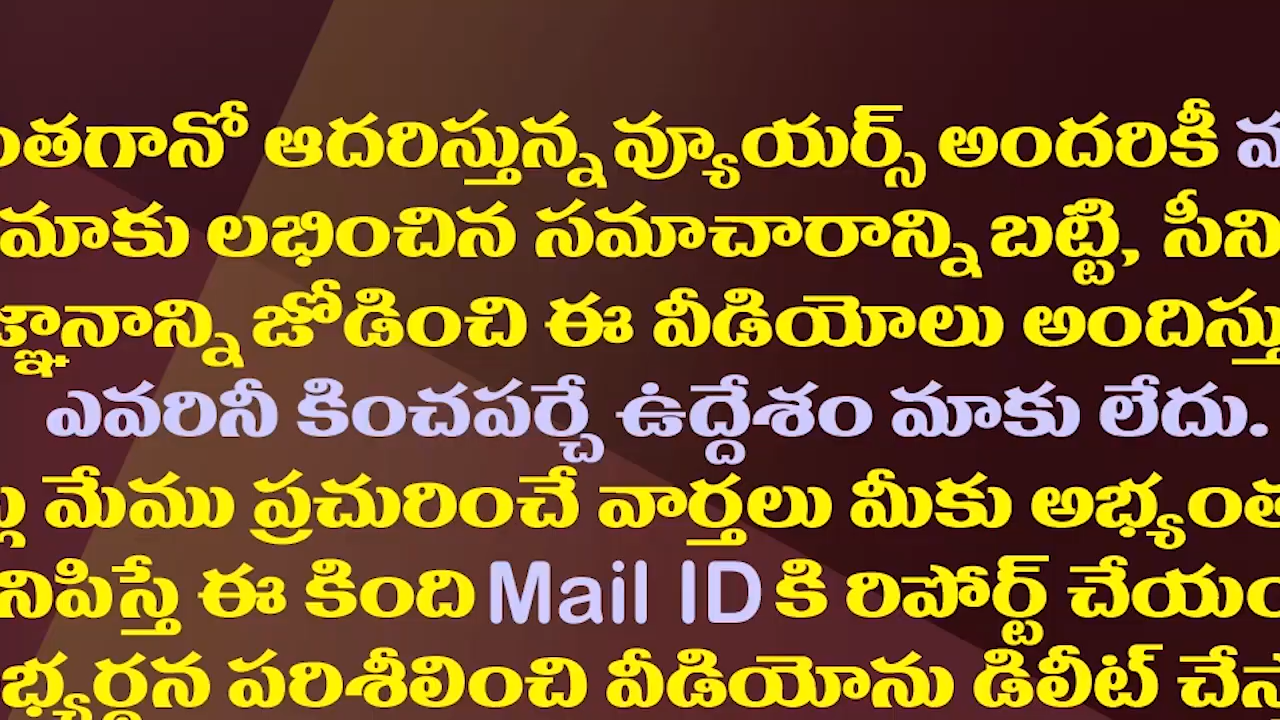 ంతగానో ఆదరిస్తున్న వ్యూయర్స్ అందరికీ
మాకు లభించిన సమాచారాన్ని బట్టి, సీని
జ్ఞానాన్ని జోడించి ఈ వీడియోలు అందిస్తు
ఎవరినీ కించపర్చే ఉద్దేశం మాకు లేదు.
మేము ప్రచురించే వార్తలు మీకు అభ్యంత
నిపిస్తే ఈ కింది Mail ID కి రిపోర్ట్ చేయం
భ్యర్థన పరిశీలించి వీడియోను డిలీట్ చేస